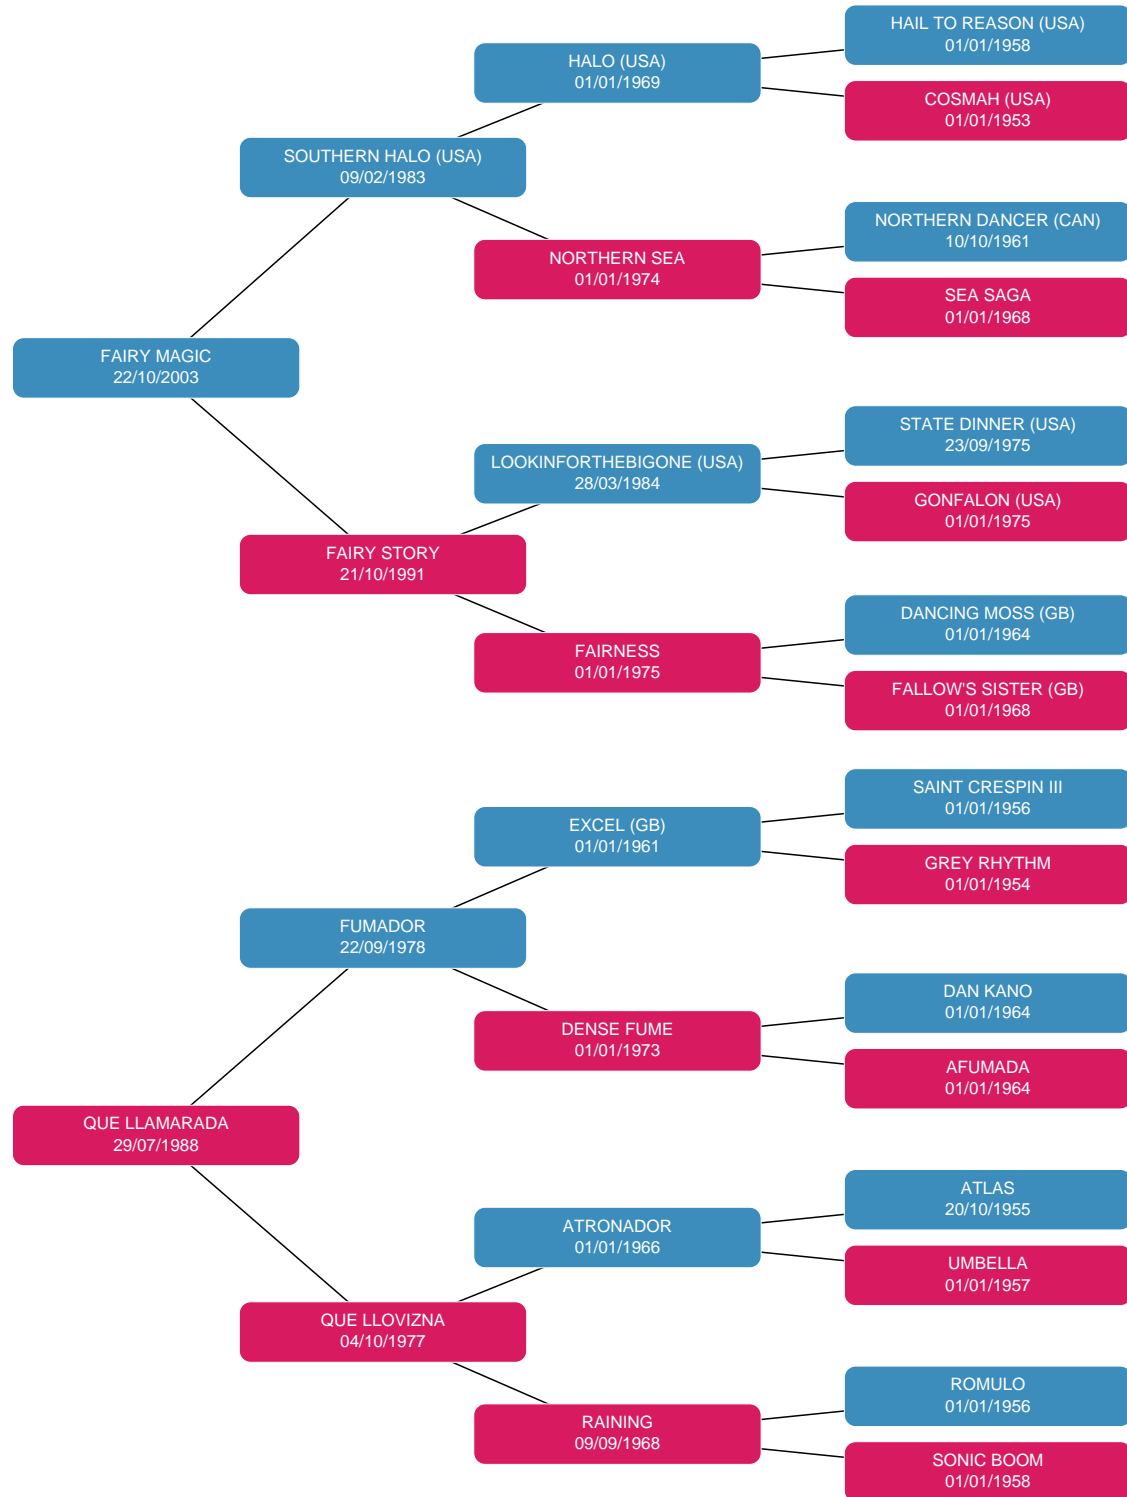 HAIL TO REASON (USA)
01/01/1958
HALO (USA)
01/01/1969
COSMAH (USA)
01/01/1953
SOUTHERN HALO (USA)
09/02/1983
NORTHERN DANCER (CAN)
10/10/1961
NORTHERN SEA
01/01/1974
SEA SAGA
01/01/1968
FAIRY MAGIC
22/10/2003
STATE DINNER (USA)
23/09/1975
LOOKINFORTHEBIGONE (USA)
28/03/1984
GONFALON (USA)
01/01/1975
FAIRY STORY
21/10/1991
DANCING MOSS (GB)
01/01/1964
FAIRNESS
01/01/1975
FALLOW'S SISTER (GB)
01/01/1968
SAINT CRESPIN III
01/01/1956
EXCEL (GB)
01/01/1961
GREY RHYTHM
01/01/1954
FUMADOR
22/09/1978
DAN KANO
01/01/1964
DENSE FUME
01/01/1973
AFUMADA
01/01/1964
QUE LLAMARADA
29/07/1988
ATLAS
20/10/1955
ATRONADOR
01/01/1966
UMBELLA
01/01/1957
QUE LLOVIZNA
04/10/1977
ROMULO
01/01/1956
RAINING
09/09/1968
SONIC BOOM
01/01/1958